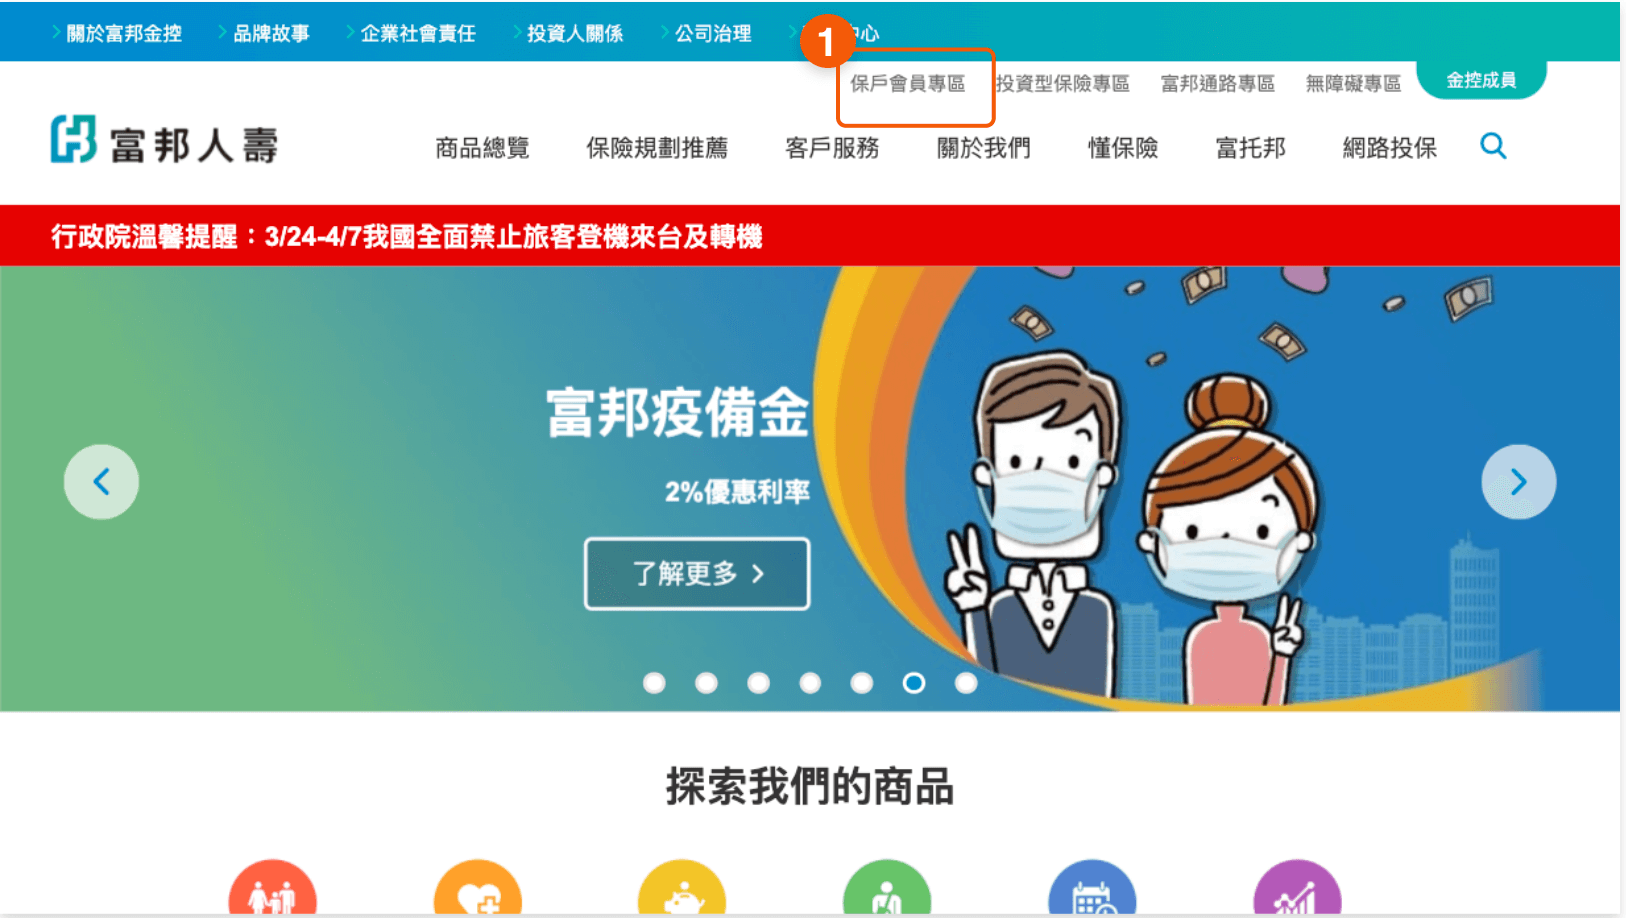 關於富邦金控 品牌故事 企業社會責任 投資人關係 公司治理 中心
1
保戶會員專區 投資型保險專區 富邦通路專區 無障礙專區 金控成員
富邦人壽 商品總覽 保險規劃推薦 客戶服務 關於我們 懂保險 富托邦 網路投保
行政院溫馨提醒：3/24-4/7我國全面禁止旅客登機來台及轉機
富邦疫備金
2%優惠利率
了解更多
探索我們的商品